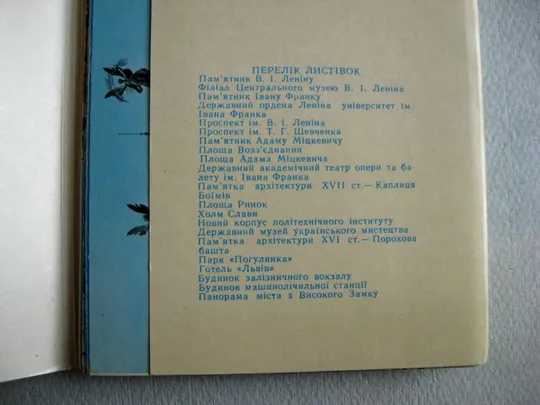 ПЕРЕЛІК ЛИСТІВОК
Пам'ятник В. І. Леніну
Філіал Центрального музею В. І. Леніна
Пам'ятник Івану Франку
Державний ордена Леніна університет ім.
Івана Франка
Проспект ім. В. І. Леніна
Проспект ім. Т. Г. Шевченка
Пам'ятник Адаму Міцкевичу
Площа Возз'єднання
Площа Адама Міцкевича
Державний академічний театр опери та ба-
лету ім. Івана Франка
Пам'ятка архітектури XVII ст.— Каплиця
Боїмів
Площа Ринок
Холм Слави
Новий корпус політехнічного інституту
Державний музей українського мистецтва
Пам'ятка архітектури XVI ст.— Порохова
башта
Парк «Погулянка»
Готель «Львів»
Будинок залізничного вокзалу
Будинок машинолічильної станції
Панорама міста з Високого Замку